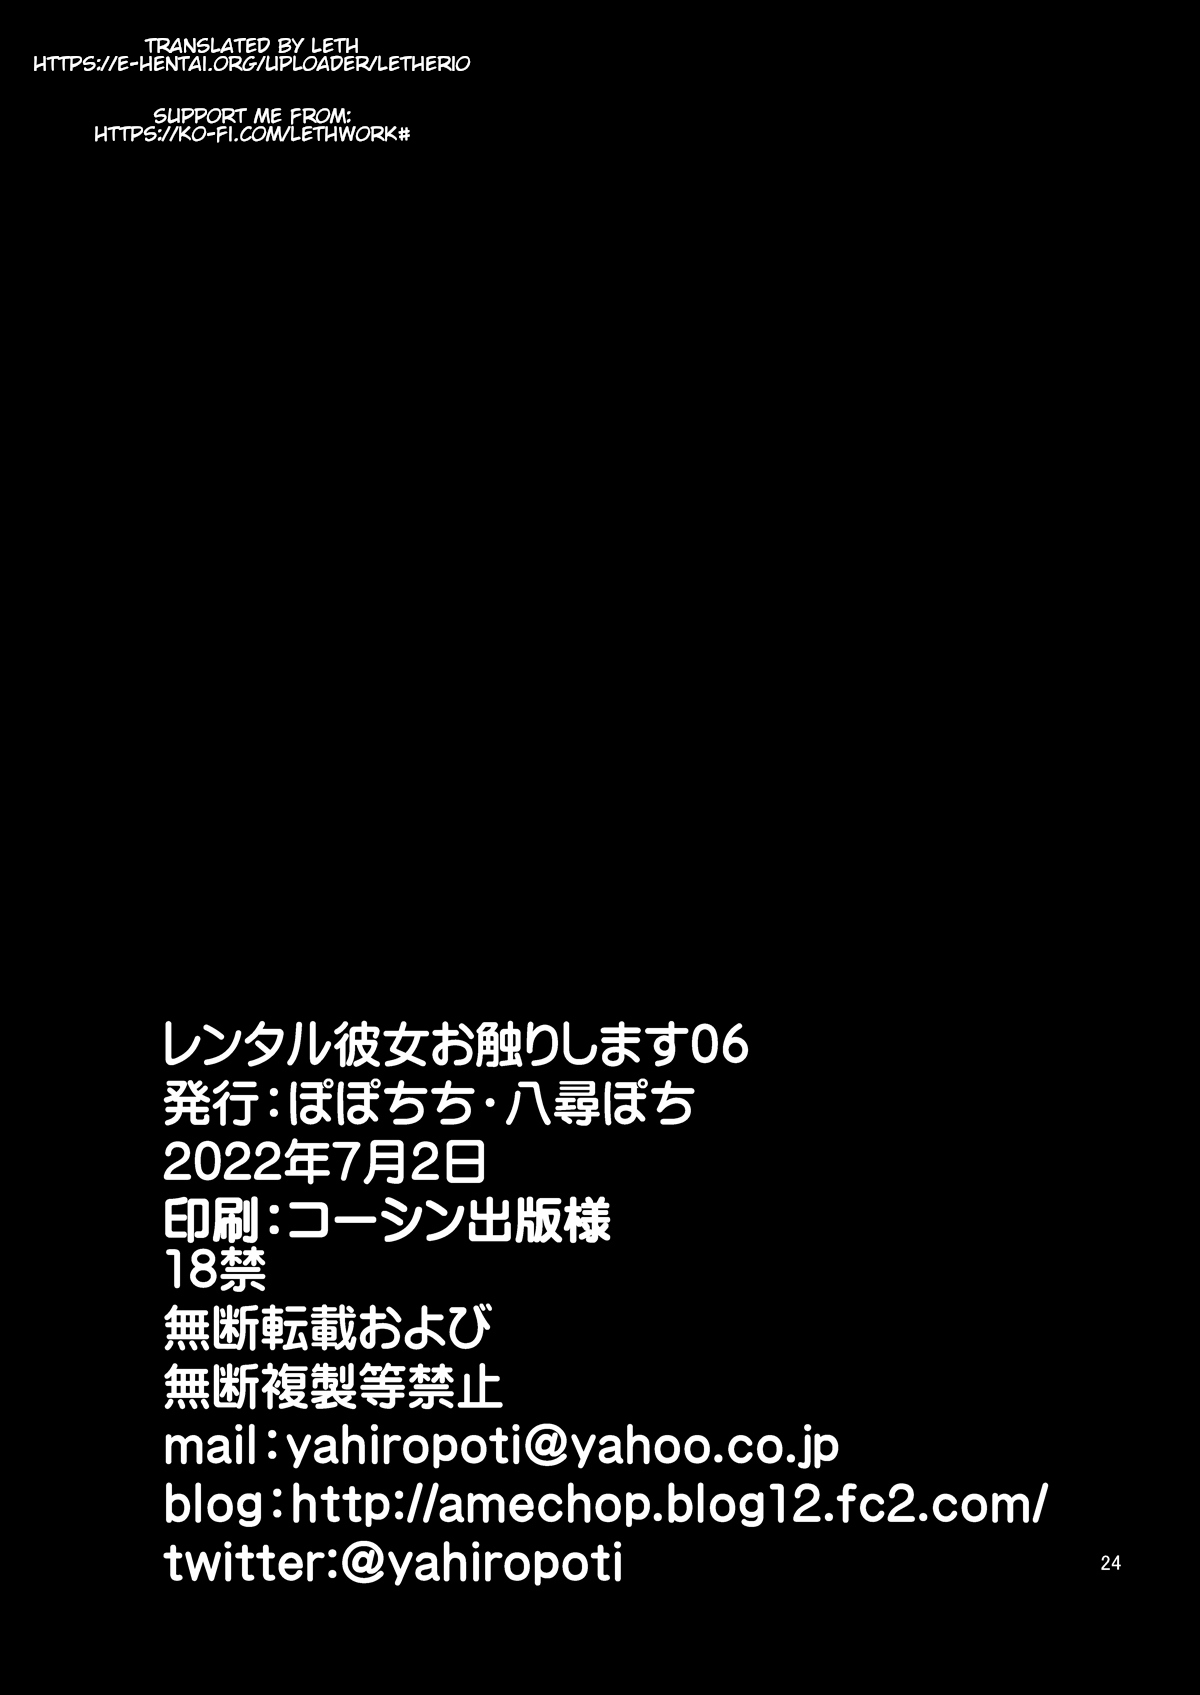 TRANSLATED BY LETH
HTTPS://E-HENTAI.ORG/UPLOADER/LETHERIO
SUPPORT ME FROM:
HTTPS://KO-FI.COM/LETHWORK#
レンタル彼女お触りします06
発行：ぽぽちち・八尋ぽち
2022年7月2日
印刷：コーシン出版様
18禁
無断転載および
無断複製等禁止
mail：yahiropoti@yahoo.co.jp
blog：http://amechop.blog12.fc2.com/
twitter:@yahiropoti
24